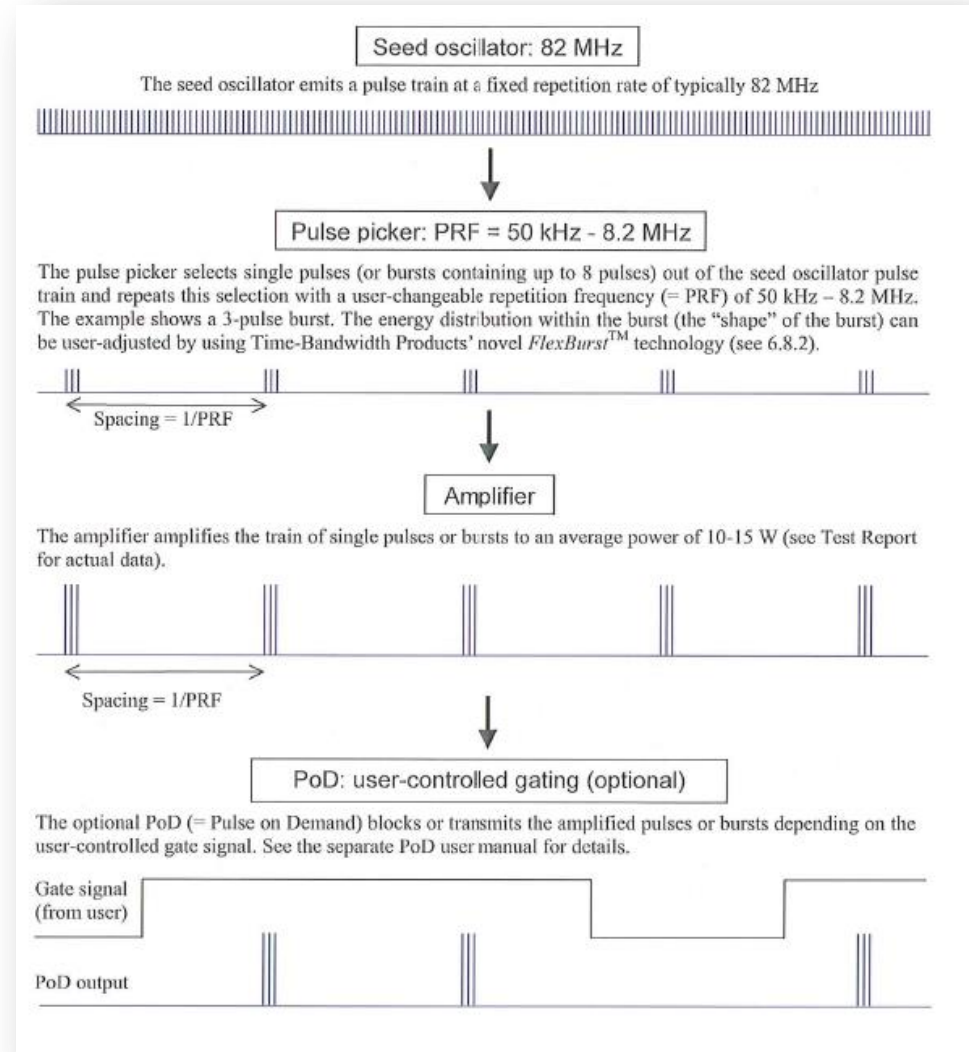 Seed oscillator: 82 MHz
The seed oscillator emits a pulse train at a fixed repetition rate of typically 82 MHz
Pulse picker: PRF = 50 kHz - 8.2 MHz
The pulse picker selects single pulses (or bursts containing up to 8 pulses) out of the seed oscillator pulse
train and repeats this selection with a user-changeable repetition frequency (= PRF) of 50 kHz – 8.2 MHz.
The example shows a 3-pulse burst. The energy distribution within the burst (the “shape” of the burst) can
be user-adjusted by using Time-Bandwidth Products’ novel FlexBurst™ technology (see 6.8.2).
Spacing = 1/PRF
Amplifier
The amplifier amplifies the train of single pulses or bursts to an average power of 10-15 W (see Test Report
for actual data).
Spacing = 1/PRF
PoD: user-controlled gating (optional)
The optional PoD (= Pulse on Demand) blocks or transmits the amplified pulses or bursts depending on the
user-controlled gate signal. See the separate PoD user manual for details.
Gate signal
(from user)
PoD output